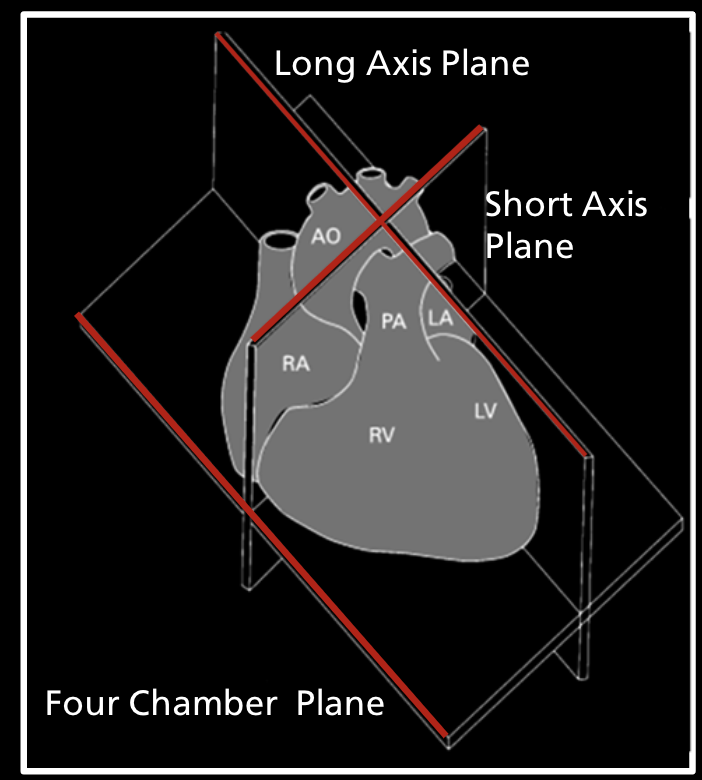 Long Axis Plane
Short Axis
Plane
AO
PA
LA
RA
LV
RV
Four Chamber  Plane